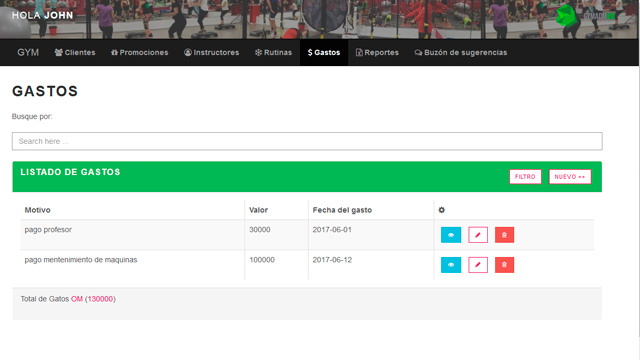 HOLA JOHN
GYM Clientes Promociones Instructores Rutinas $ Gastos Reportes Buzón de sugerencias
GASTOS
Busque por:
Search here ...
LISTADO DE GASTOS FILTRO NUEVO ++
Motivo Valor Fecha del gasto
pago profesor 30000 2017-06-01
pago mentenimiento de maquinas 100000 2017-06-12
Total de Gatos OM (130000)